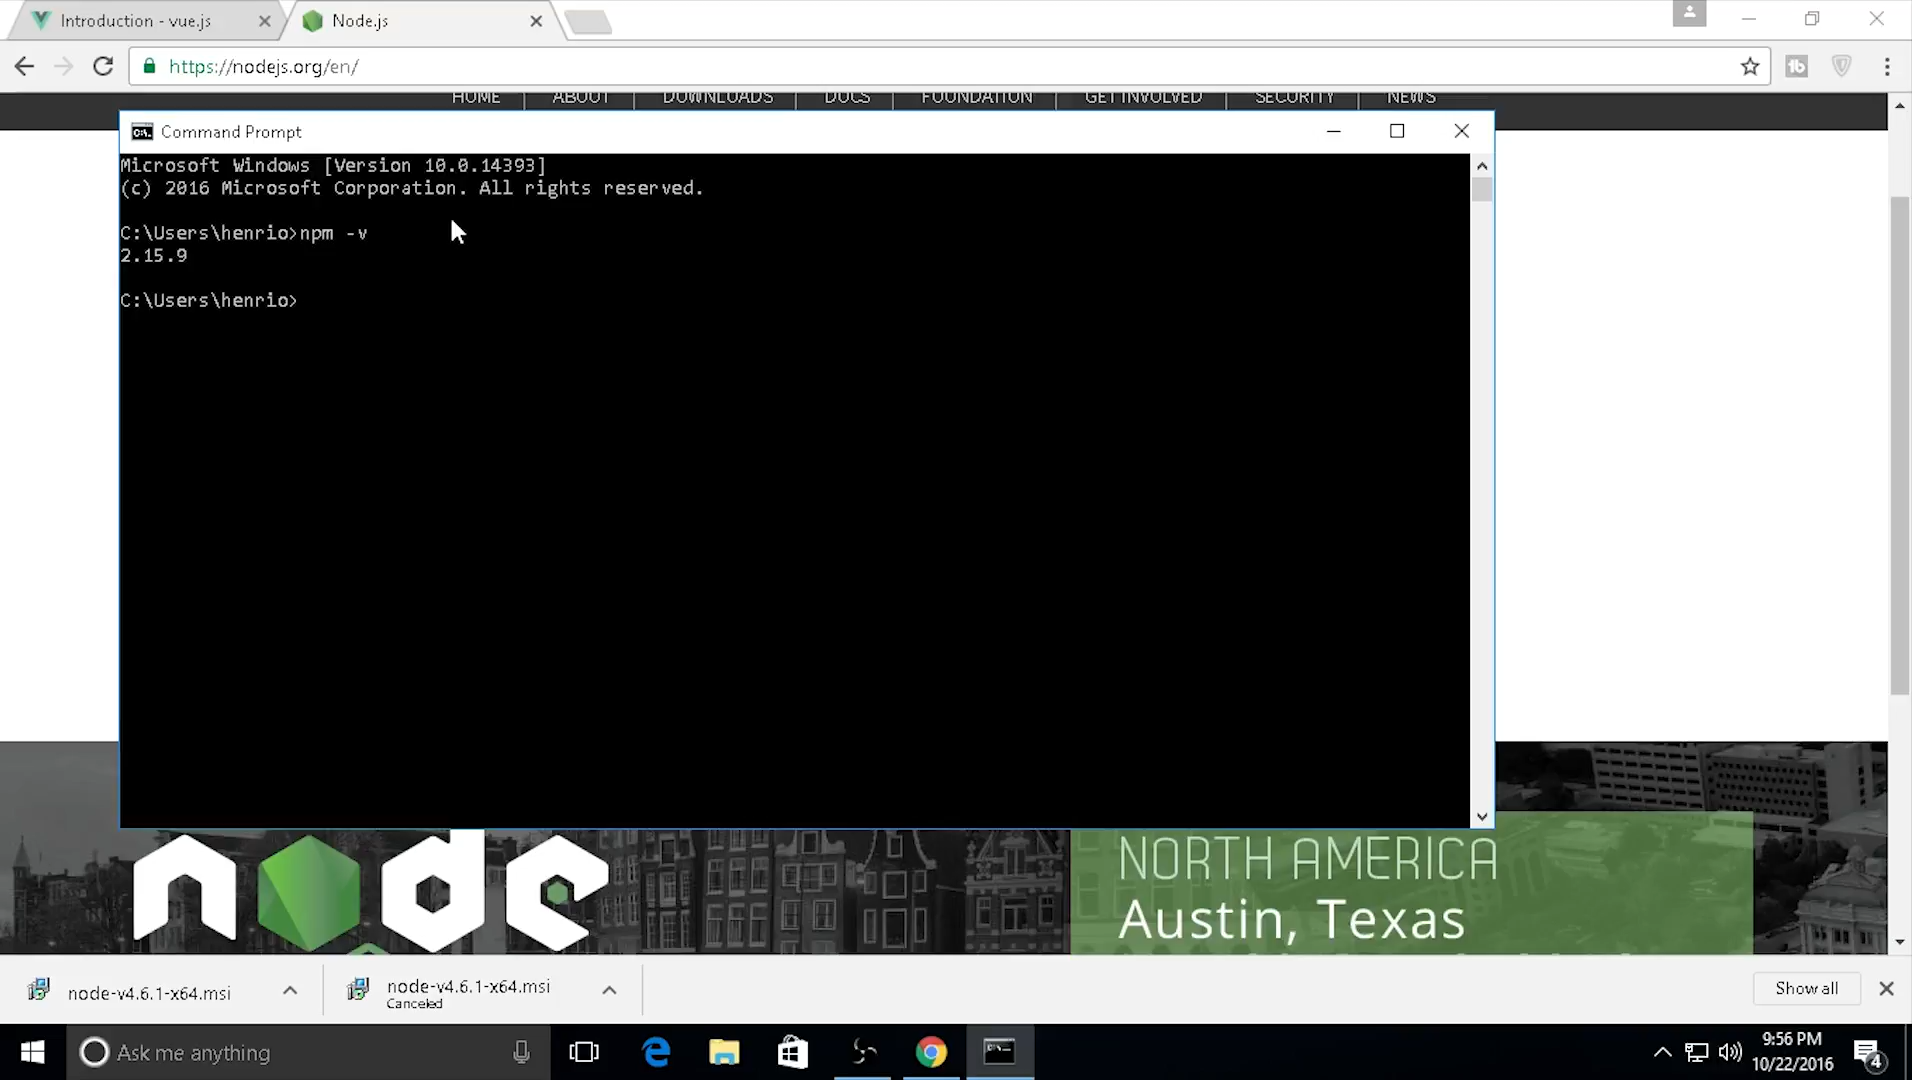 Introduction - vue.js
Node.js
https://nodejs.org/en/
HOME ABOUT DOWNLOADS DOCS FOUNDATION GET INVOLVED SECURITY NEWS
Command Prompt
Microsoft Windows [Version 10.0.14393]
(c) 2016 Microsoft Corporation. All rights reserved.
C:\Users\henrio>npm -v
2.15.9
C:\Users\henrio>
node
NORTH AMERICA
Austin, Texas
node-v4.6.1-x64.msi
node-v4.6.1-x64.msi
Canceled
Show all
Ask me anything
9:56 PM
10/22/2016
4